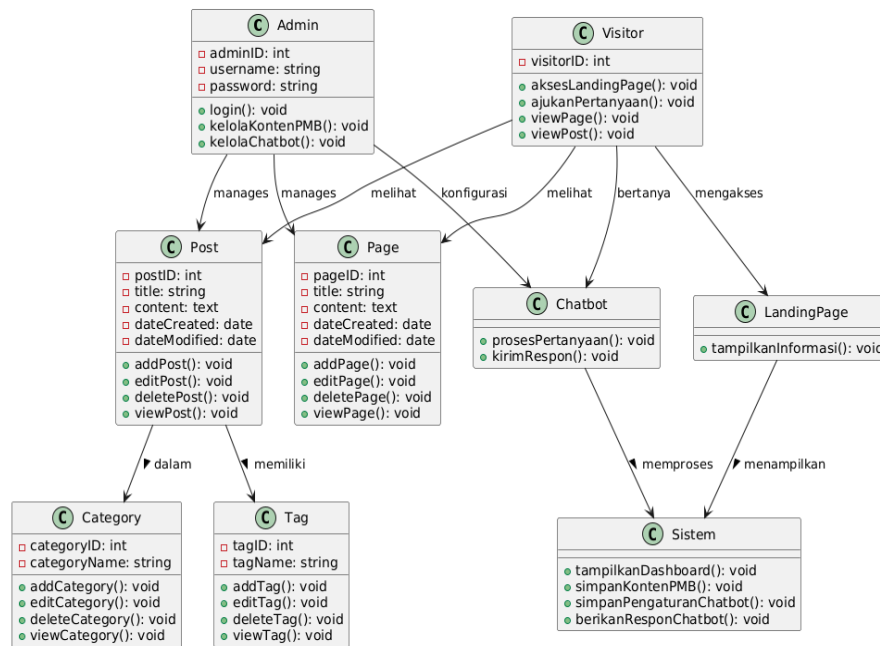 C Admin
adminID: int
username: string
password: string
login(): void
kelolaKontenPMB(): void
kelolaChatbot(): void
C Visitor
visitorID: int
aksesLandingPage(): void
ajukanPertanyaan(): void
viewPage(): void
viewPost(): void
manages
manages
melihat
konfigurasi
melihat
bertanya
mengakses
C Post
postID: int
title: string
content: text
dateCreated: date
dateModified: date
addPost(): void
editPost(): void
deletePost(): void
viewPost(): void
C Page
pageID: int
title: string
content: text
dateCreated: date
dateModified: date
addPage(): void
editPage(): void
deletePage(): void
viewPage(): void
C Chatbot
prosesPertanyaan(): void
kirimRespon(): void
C LandingPage
tampilkanInformasi(): void
dalam
memiliki
memproses
menampilkan
C Category
categoryID: int
categoryName: string
addCategory(): void
editCategory(): void
deleteCategory(): void
viewCategory(): void
C Tag
tagID: int
tagName: string
addTag(): void
editTag(): void
deleteTag(): void
viewTag(): void
C Sistem
tampilkanDashboard(): void
simpanKontenPMB(): void
simpanPengaturanChatbot(): void
berikanResponChatbot(): void